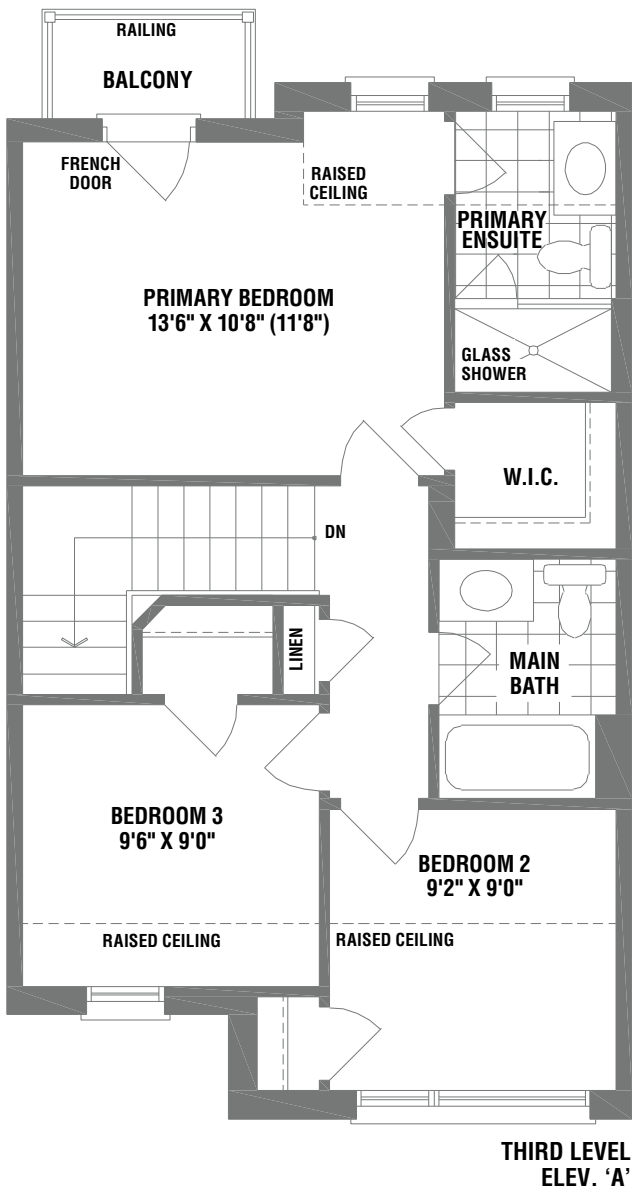 RAILING
BALCONY
FRENCH
DOOR
RAISED
CEILING
PRIMARY
ENSUITE
PRIMARY BEDROOM
13'6" X 10'8" (11'8")
GLASS
SHOWER
W.I.C.
DN
LINEN
MAIN
BATH
BEDROOM 3
9'6" X 9'0"
BEDROOM 2
9'2" X 9'0"
RAISED CEILING
RAISED CEILING
THIRD LEVEL
ELEV. ‘A’